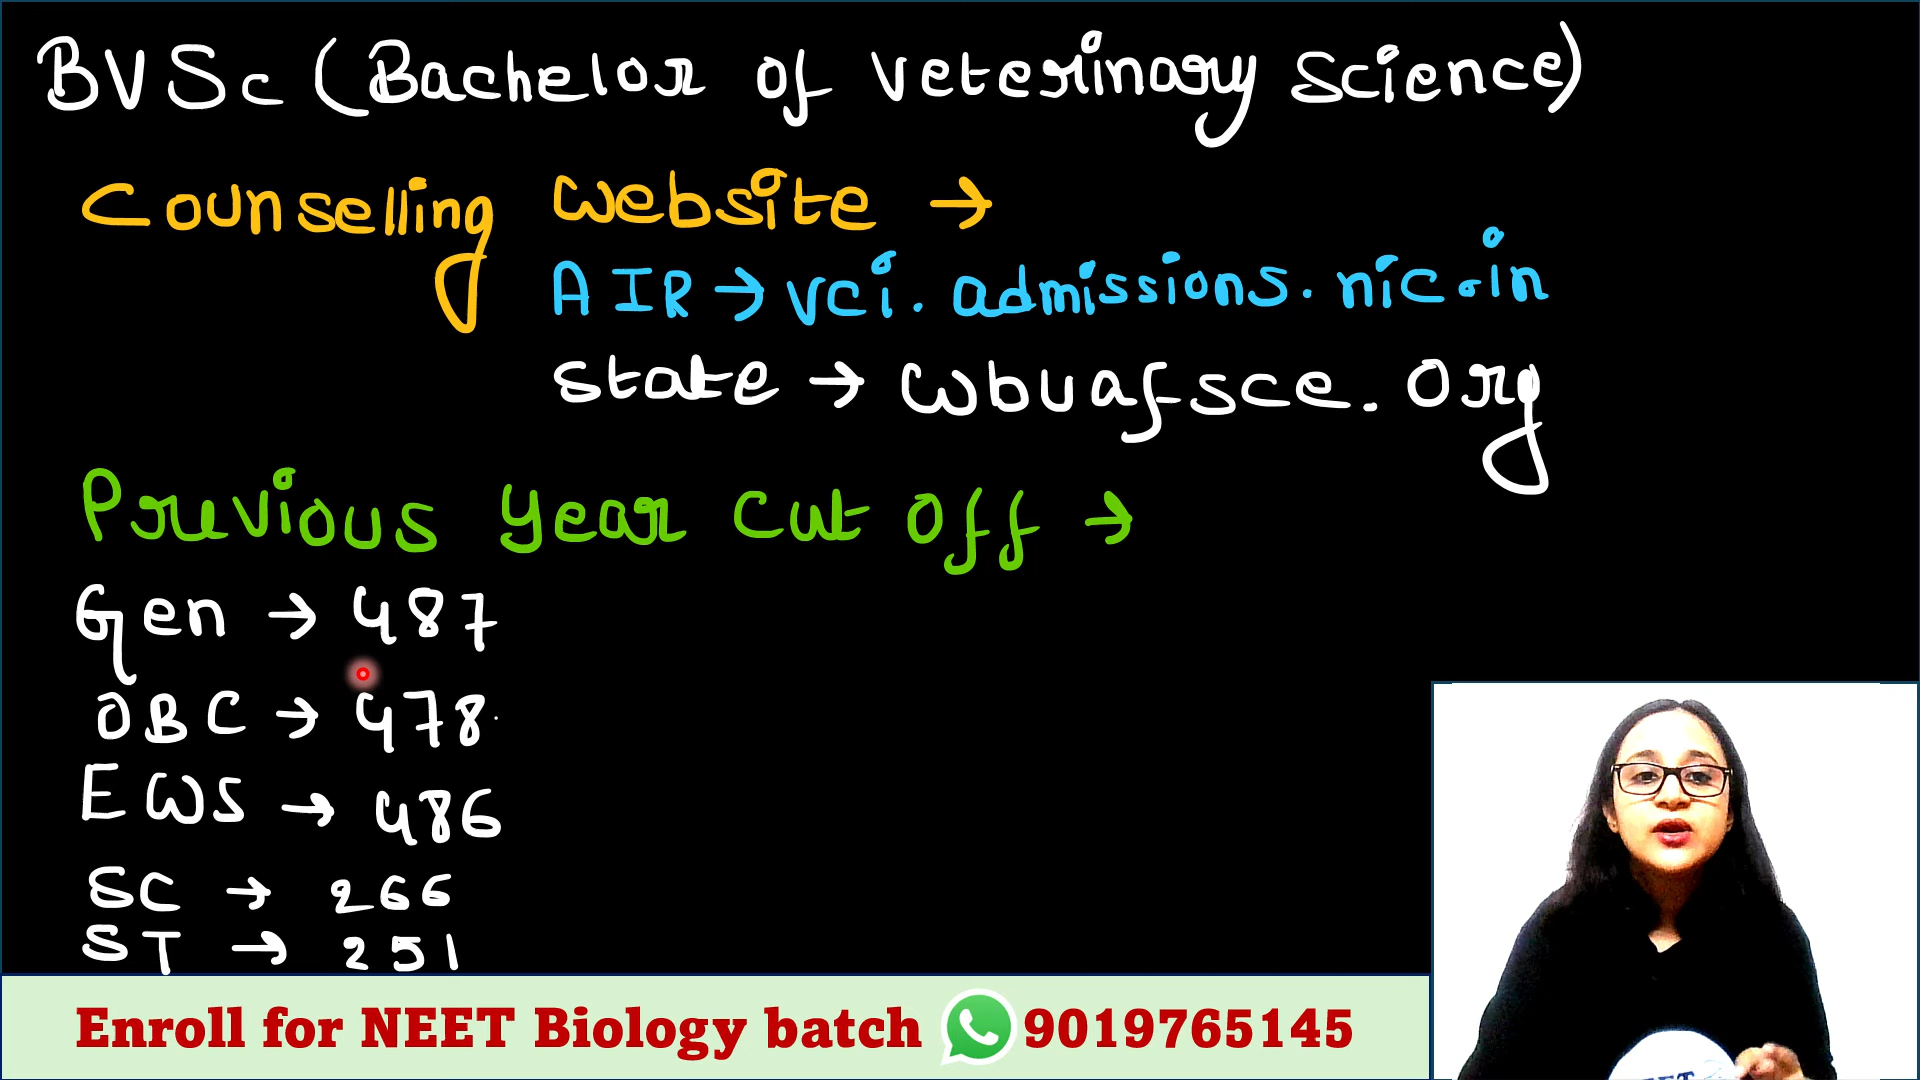 BVSc (Bachelor of Veterinary Science)
Counselling Website →
AIR → vci.admissions.nic.in
State → wbuafsce.org
Previous Year Cut Off →
Gen → 487
OBC → 478
EWS → 486
SC → 266
ST → 251
Enroll for NEET Biology batch 9019765145